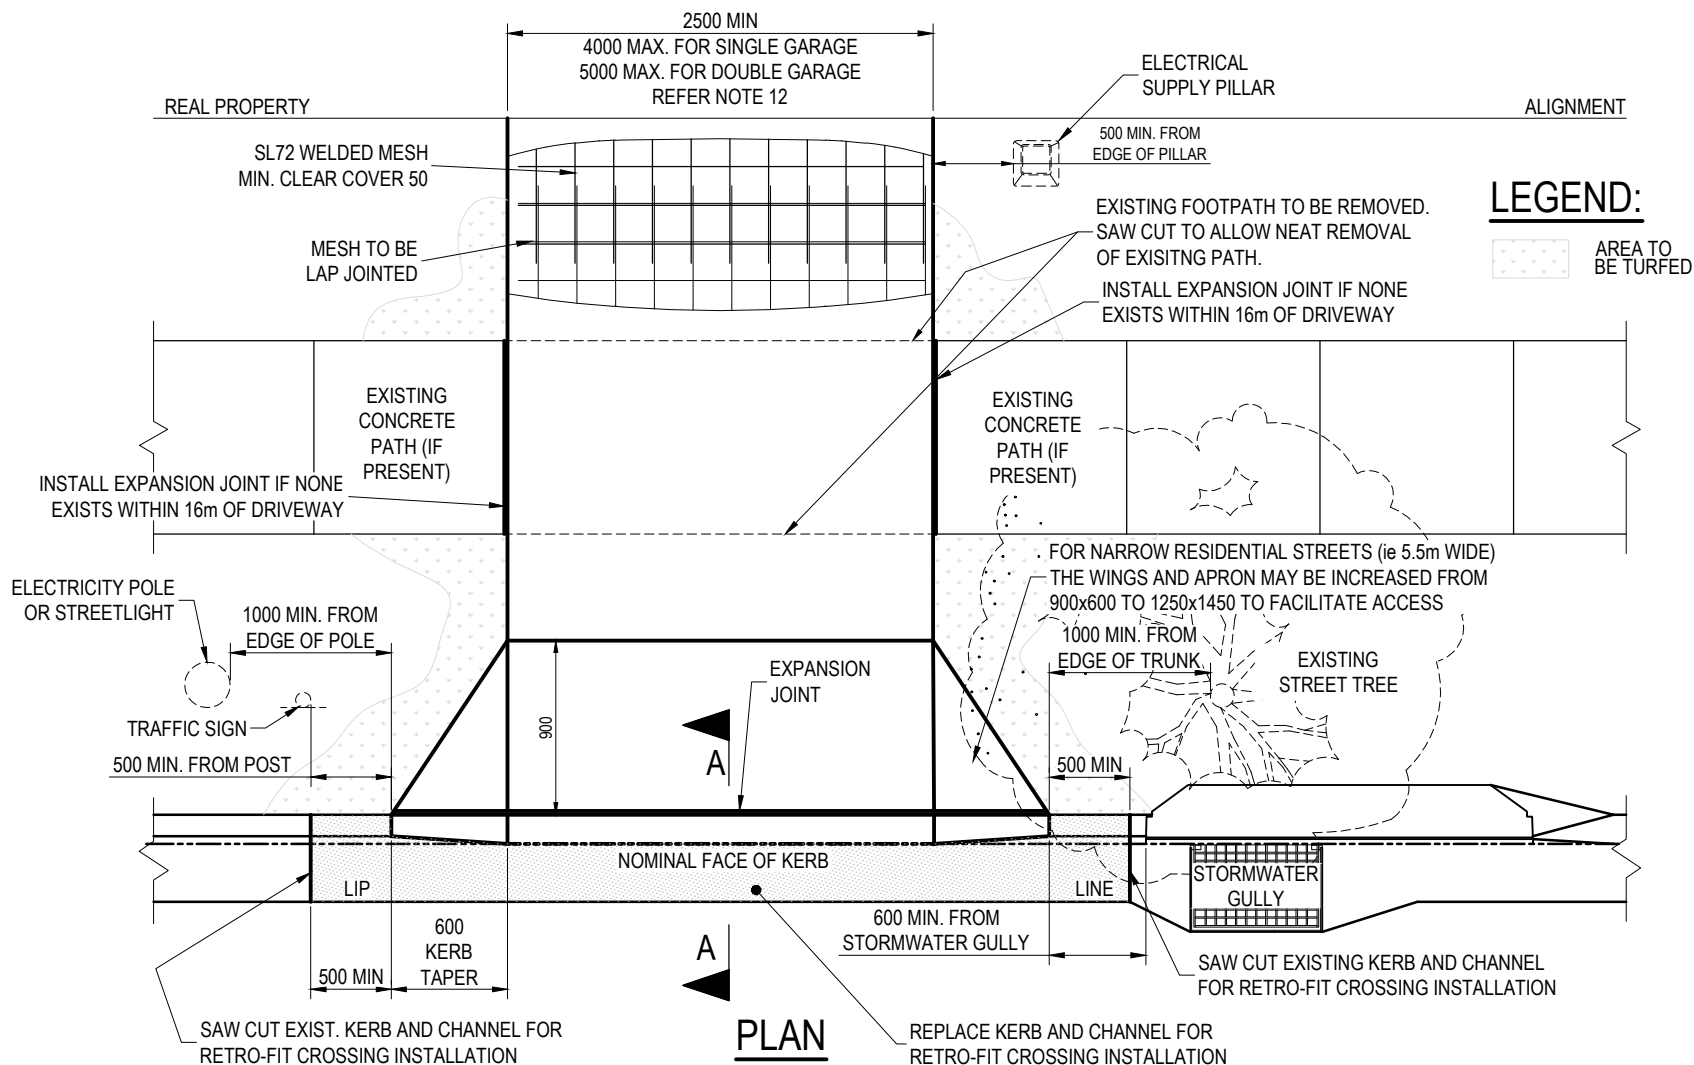 2500 MIN
4000 MAX. FOR SINGLE GARAGE
5000 MAX. FOR DOUBLE GARAGE
REFER NOTE 12
ELECTRICAL
SUPPLY PILLAR
REAL PROPERTY
ALIGNMENT
500 MIN. FROM
EDGE OF PILLAR
SL72 WELDED MESH
MIN. CLEAR COVER 50
LEGEND:
AREA TO
BE TURFED
EXISTING FOOTPATH TO BE REMOVED.
SAW CUT TO ALLOW NEAT REMOVAL
OF EXISITNG PATH.
MESH TO BE
LAP JOINTED
INSTALL EXPANSION JOINT IF NONE
EXISTS WITHIN 16m OF DRIVEWAY
EXISTING
CONCRETE
PATH (IF
PRESENT)
EXISTING
CONCRETE
PATH (IF
PRESENT)
INSTALL EXPANSION JOINT IF NONE
EXISTS WITHIN 16m OF DRIVEWAY
FOR NARROW RESIDENTIAL STREETS (ie 5.5m WIDE)
THE WINGS AND APRON MAY BE INCREASED FROM
900x600 TO 1250x1450 TO FACILITATE ACCESS
ELECTRICITY POLE
OR STREETLIGHT
1000 MIN. FROM
EDGE OF POLE
1000 MIN. FROM
EDGE OF TRUNK
EXISTING
STREET TREE
EXPANSION
JOINT
900
TRAFFIC SIGN
A
500 MIN. FROM POST
500 MIN
NOMINAL FACE OF KERB
LIP
LINE
STORMWATER
GULLY
600 MIN. FROM
STORMWATER GULLY
600
KERB
TAPER
500 MIN
A
SAW CUT EXISTING KERB AND CHANNEL
FOR RETRO-FIT CROSSING INSTALLATION
SAW CUT EXIST. KERB AND CHANNEL FOR
RETRO-FIT CROSSING INSTALLATION
PLAN
REPLACE KERB AND CHANNEL FOR
RETRO-FIT CROSSING INSTALLATION